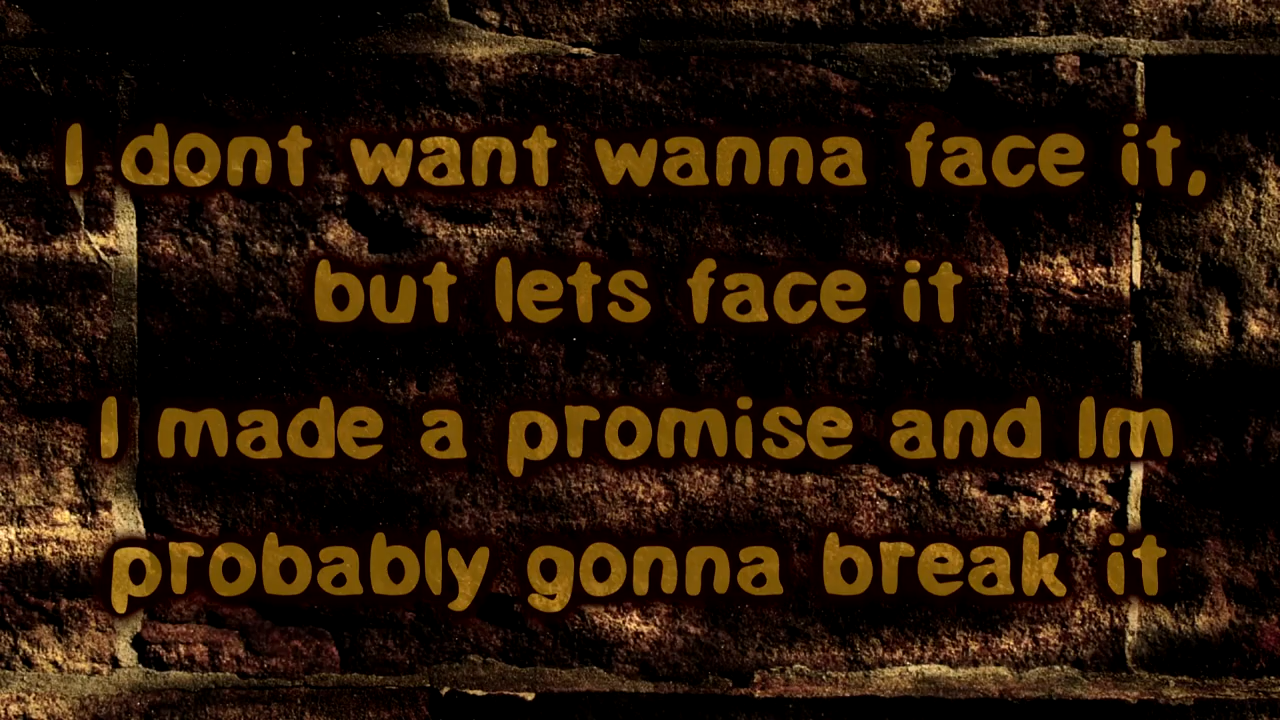 I dont want wanna face it,
but lets face it
I made a promise and Im
probably gonna break it